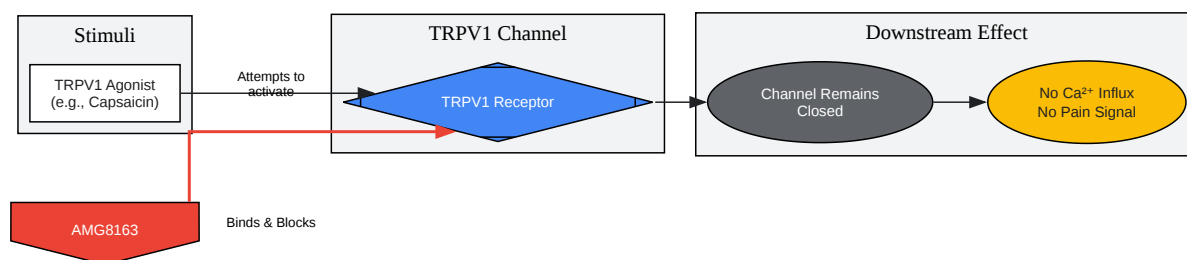 Stimuli
TRPV1 Agonist
(e.g., Capsaicin)
Attempts to
activate
TRPV1 Channel
TRPV1 Receptor
Downstream Effect
Channel Remains
Closed
No Ca²⁺ Influx
No Pain Signal
AMG8163
Binds & Blocks